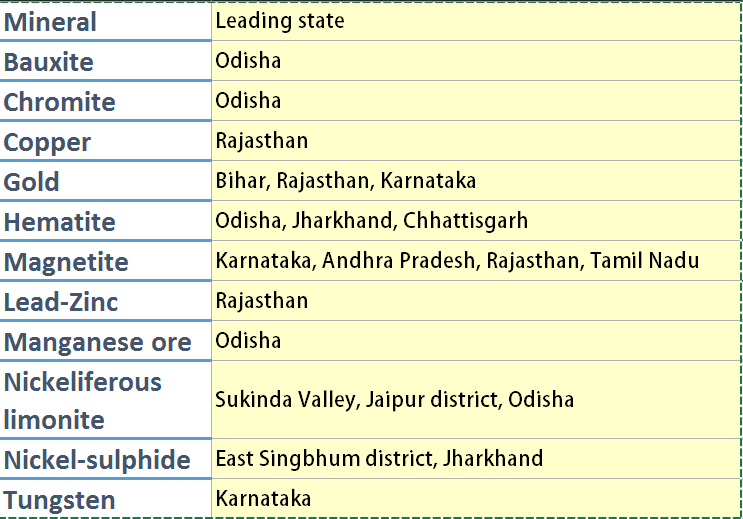 Mineral Leading state
Bauxite Odisha
Chromite Odisha
Copper Rajasthan
Gold Bihar, Rajasthan, Karnataka
Hematite Odisha, Jharkhand, Chhattisgarh
Magnetite Karnataka, Andhra Pradesh, Rajasthan, Tamil Nadu
Lead-Zinc Rajasthan
Manganese ore Odisha
Nickeliferous
limonite Sukinda Valley, Jaipur district, Odisha
Nickel-sulphide East Singbhum district, Jharkhand
Tungsten Karnataka